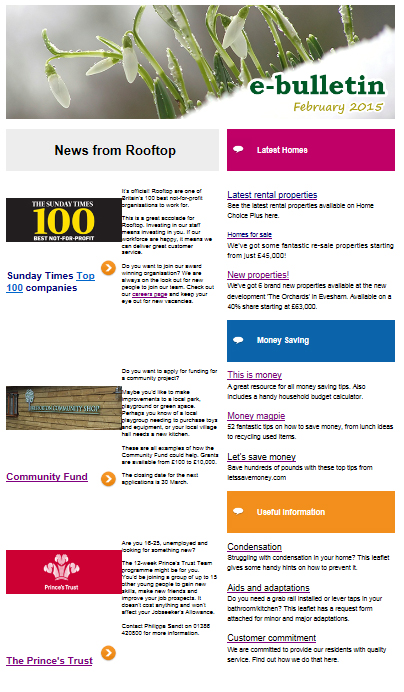 e-bulletin
February 2015
News from Rooftop
THE SUNDAY TIMES
100
BEST NOT-FOR-PROFIT
Sunday Times Top
100 companies
It's official! Rooftop are one of
Britain's 100 best not-for-profit
organisations to work for.
This is a great accolade for
Rooftop. Investing in our staff
means investing in you. If our
workforce are happy, it means we
can deliver great customer
service.
Do you want to join our award
winning organisation? We are
always on the look out for new
people to join our team. Check out
our careers page and keep your
eye out for new vacancies.
COMMUNITY SHOP
Community Fund
Do you want to apply for funding for
a community project?
Maybe you'd like to make
improvements to a local park,
playground or green space.
Perhaps you know of a local
playgroup needing to purchase toys
and equipment, or your local village
hall needs a new kitchen.
These are all examples of how the
Community Fund could help. Grants
are available from £100 to £10,000.
The closing date for the next
applications is 30 March.
Prince's Trust
The Prince's Trust
Are you 16-25, unemployed and
looking for something new?
The 12-week Prince's Trust Team
programme might be for you.
You'd be joining a group of up to 15
other young people to gain new
skills, make new friends and
improve your job prospects. It
doesn't cost anything and won't
affect your Jobseeker's Allowance.
Contact Philippe Sandt on 01386
420800 for more information.
Latest Homes
Latest rental properties
See the latest rental properties available on Home
Choice Plus here.
Homes for sale
We've got some fantastic re-sale properties starting
from just £45,000!
New properties!
We've got 6 brand new properties available at the new
development 'The Orchards' in Evesham. Available on a
40% share starting at £63,000.
Money Saving
This is money
A great resource for all money saving tips. Also
includes a handy household budget calculator.
Money magpie
52 fantastic tips on how to save money, from lunch ideas
to recycling used items.
Let's save money
Save hundreds of pounds with these top tips from
letssavemoney.com
Useful Information
Condensation
Struggling with condensation in your home? This leaflet
gives some handy hints on how to prevent it.
Aids and adaptations
Do you need a grab rail installed or lever taps in your
bathroom/kitchen? This leaflet has a request form
attached for minor and major adaptations.
Customer commitment
We are committed to provide our residents with quality
service. Find out how we do that here.